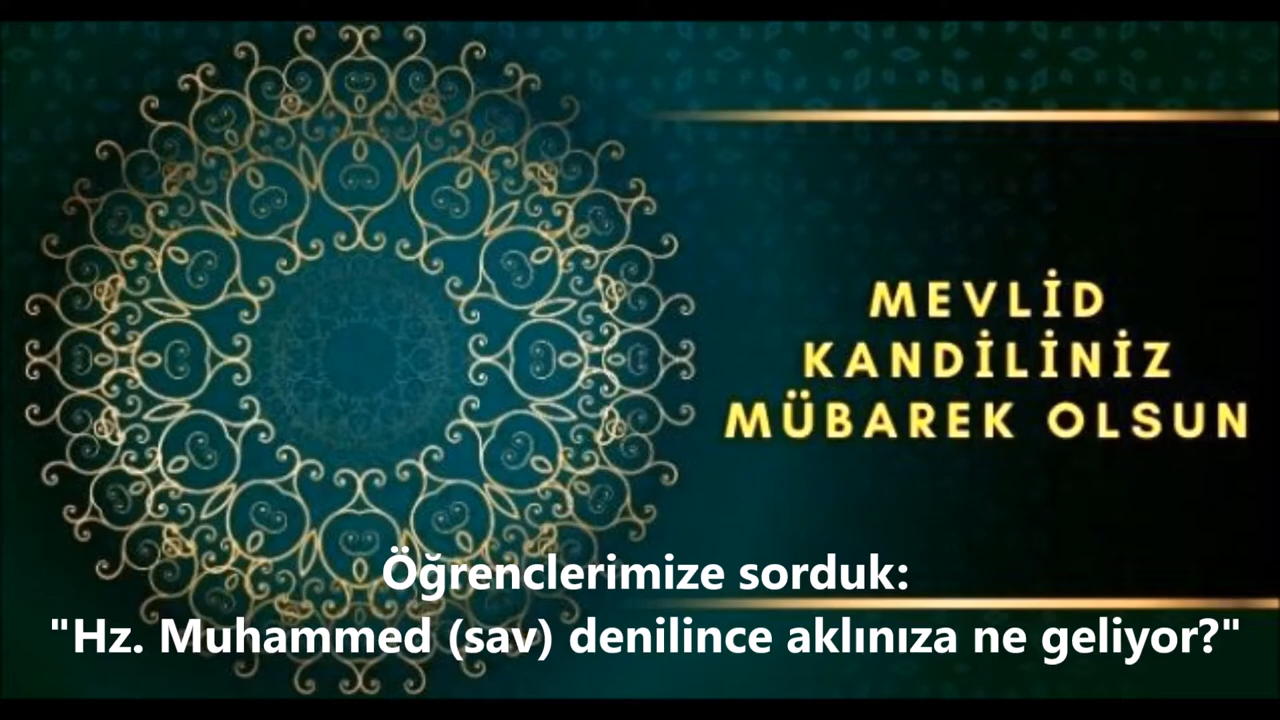 MEVLİD
KANDİLİNİZ
MÜBAREK OLSUN
Öğrenclerimize sorduk:
"Hz. Muhammed (sav) denilince aklınıza ne geliyor?"